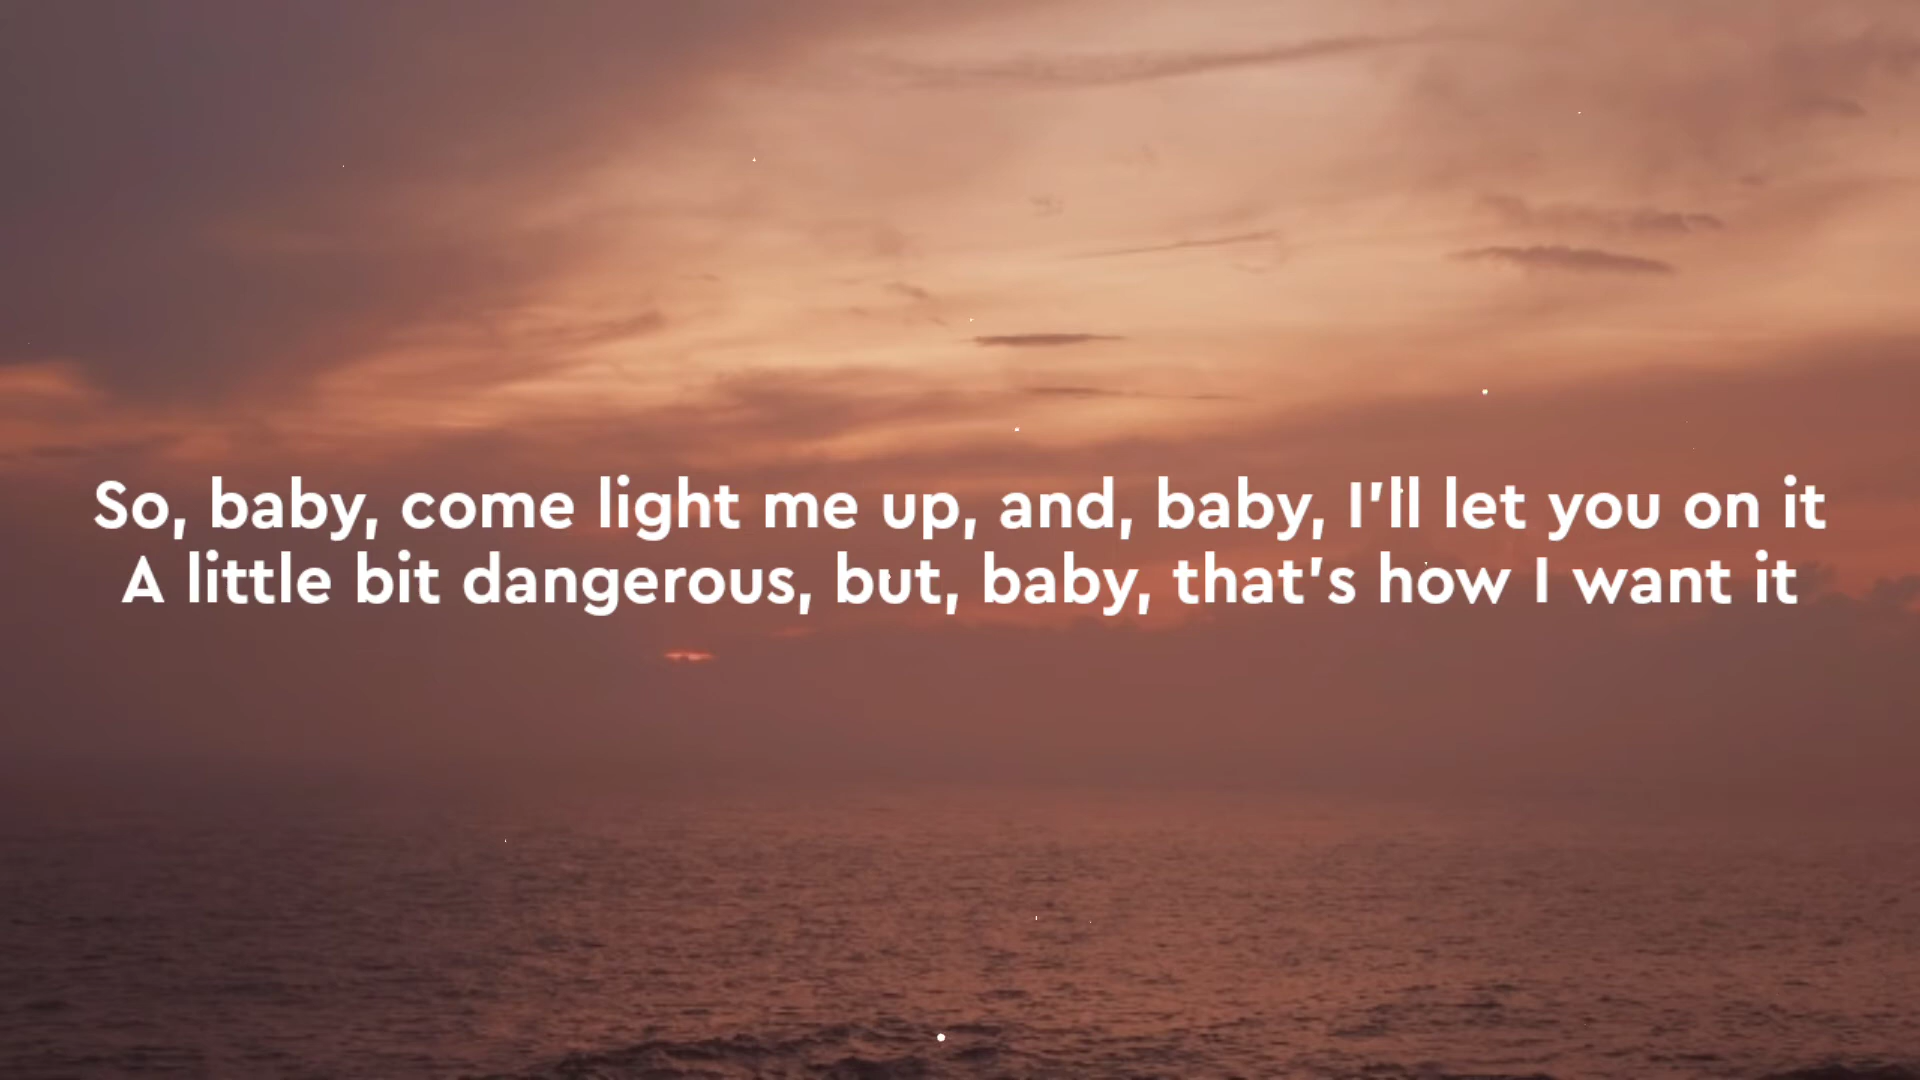 So, baby, come light me up, and, baby, I'll let you on it
A little bit dangerous, but, baby, that's how I want it